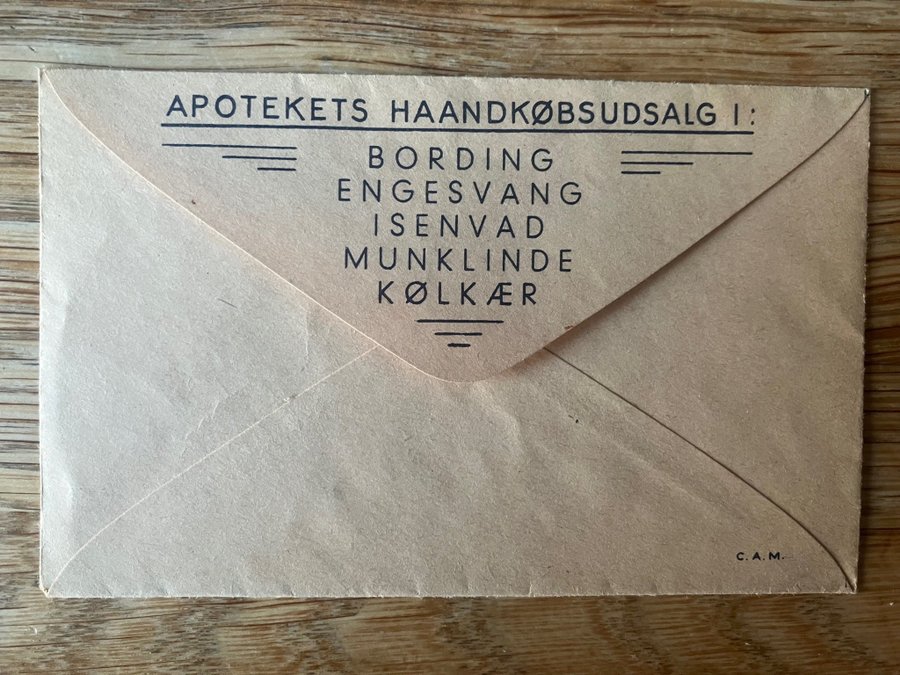 APOTEKETS HAANDKØBSUDSALG I:
BORDING
ENGESVANG
ISENVAD
MUNKLINDE
KØLKÆR
C.A.M.